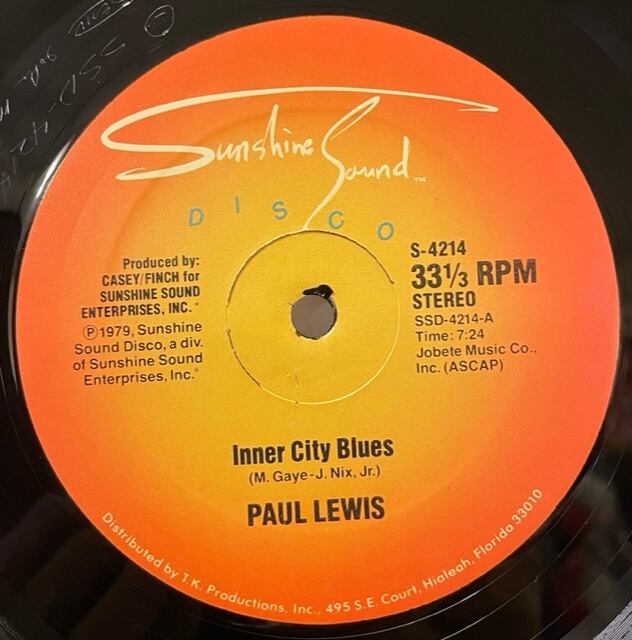 Sunshine Sound™
DISCO
Produced by:
CASEY/FINCH for
SUNSHINE SOUND
ENTERPRISES, INC.*
Ⓟ1979, Sunshine
Sound Disco, a div.
of Sunshine Sound
Enterprises, Inc.*
S-4214
33⅓ RPM
STEREO
SSD-4214-A
Time: 7:24
Jobete Music Co.,
Inc. (ASCAP)
Inner City Blues
(M. Gaye-J. Nix, Jr.)
PAUL LEWIS
Distributed by T.K. Productions, Inc., 495 S.E. Court, Hialeah, Florida 33010